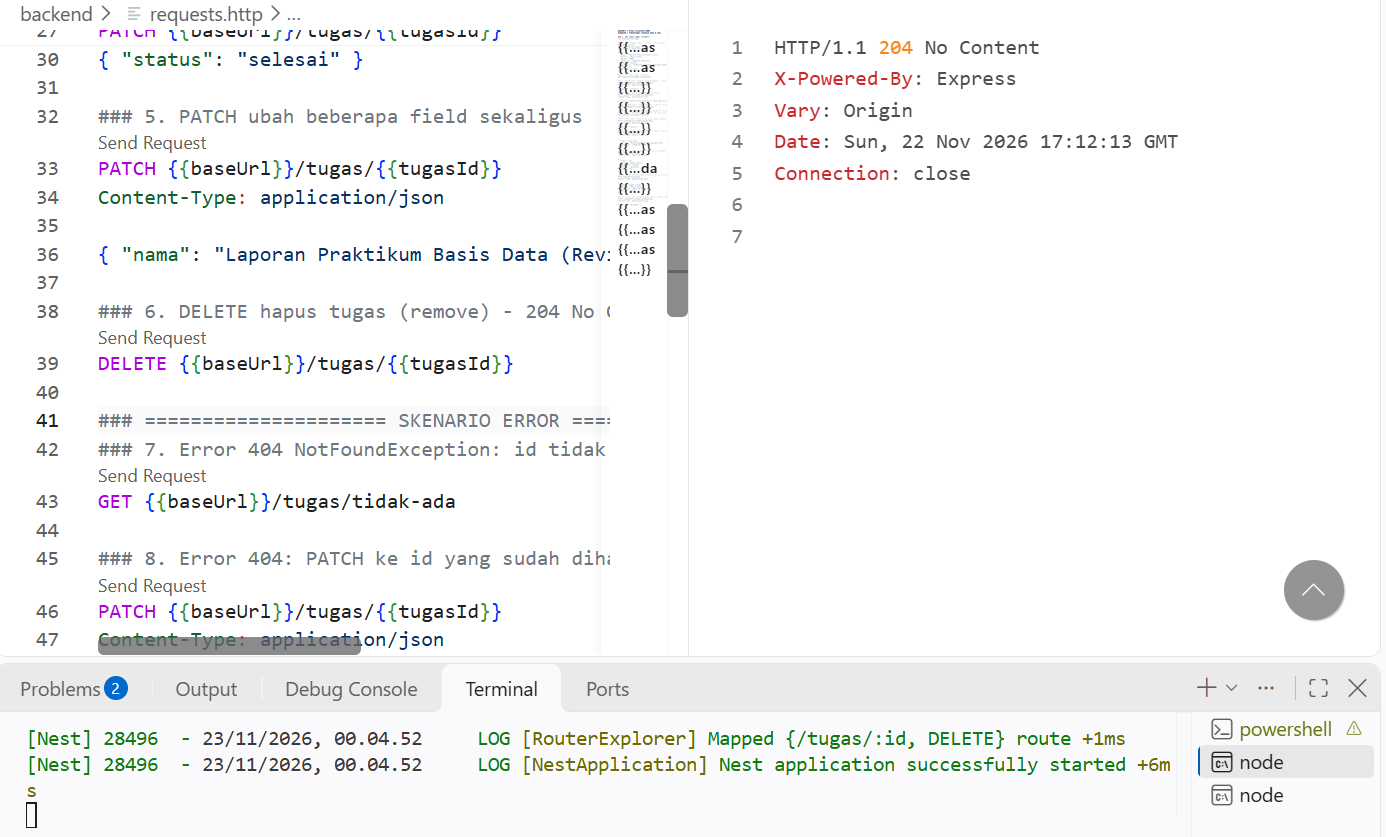 backend > requests.http > ...
27 PATCH {{baseUrl}}/tugas/{{tugasId}}
30 { "status": "selesai" }
31
32 ### 5. PATCH ubah beberapa field sekaligus
Send Request
33 PATCH {{baseUrl}}/tugas/{{tugasId}}
34 Content-Type: application/json
35
36 { "nama": "Laporan Praktikum Basis Data (Rev
37
38 ### 6. DELETE hapus tugas (remove) - 204 No
Send Request
39 DELETE {{baseUrl}}/tugas/{{tugasId}}
40
41 ### ===================== SKENARIO ERROR ====
42 ### 7. Error 404 NotFoundException: id tidak
Send Request
43 GET {{baseUrl}}/tugas/tidak-ada
44
45 ### 8. Error 404: PATCH ke id yang sudah diha
Send Request
46 PATCH {{baseUrl}}/tugas/{{tugasId}}
47 Content-Type: application/json
{{...as
{{...as
{{...}}
{{...}}
{{...}}
{{...}}
{{...da
{{...}}
{{...as
{{...as
{{...as
{{...}}
1 HTTP/1.1 204 No Content
2 X-Powered-By: Express
3 Vary: Origin
4 Date: Sun, 22 Nov 2026 17:12:13 GMT
5 Connection: close
6
7
Problems 2 Output Debug Console Terminal Ports
[Nest] 28496 - 23/11/2026, 00.04.52 LOG [RouterExplorer] Mapped {/tugas/:id, DELETE} route +1ms
[Nest] 28496 - 23/11/2026, 00.04.52 LOG [NestApplication] Nest application successfully started +6m
s
powershell
node
node